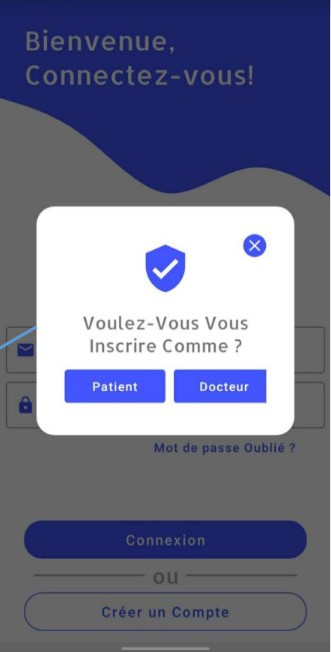 Bienvenue,
Connectez-vous!
Voulez-Vous Vous
Inscrire Comme ?
Patient Docteur
Mot de passe Oublié ?
Connexion
ou
Créer un Compte